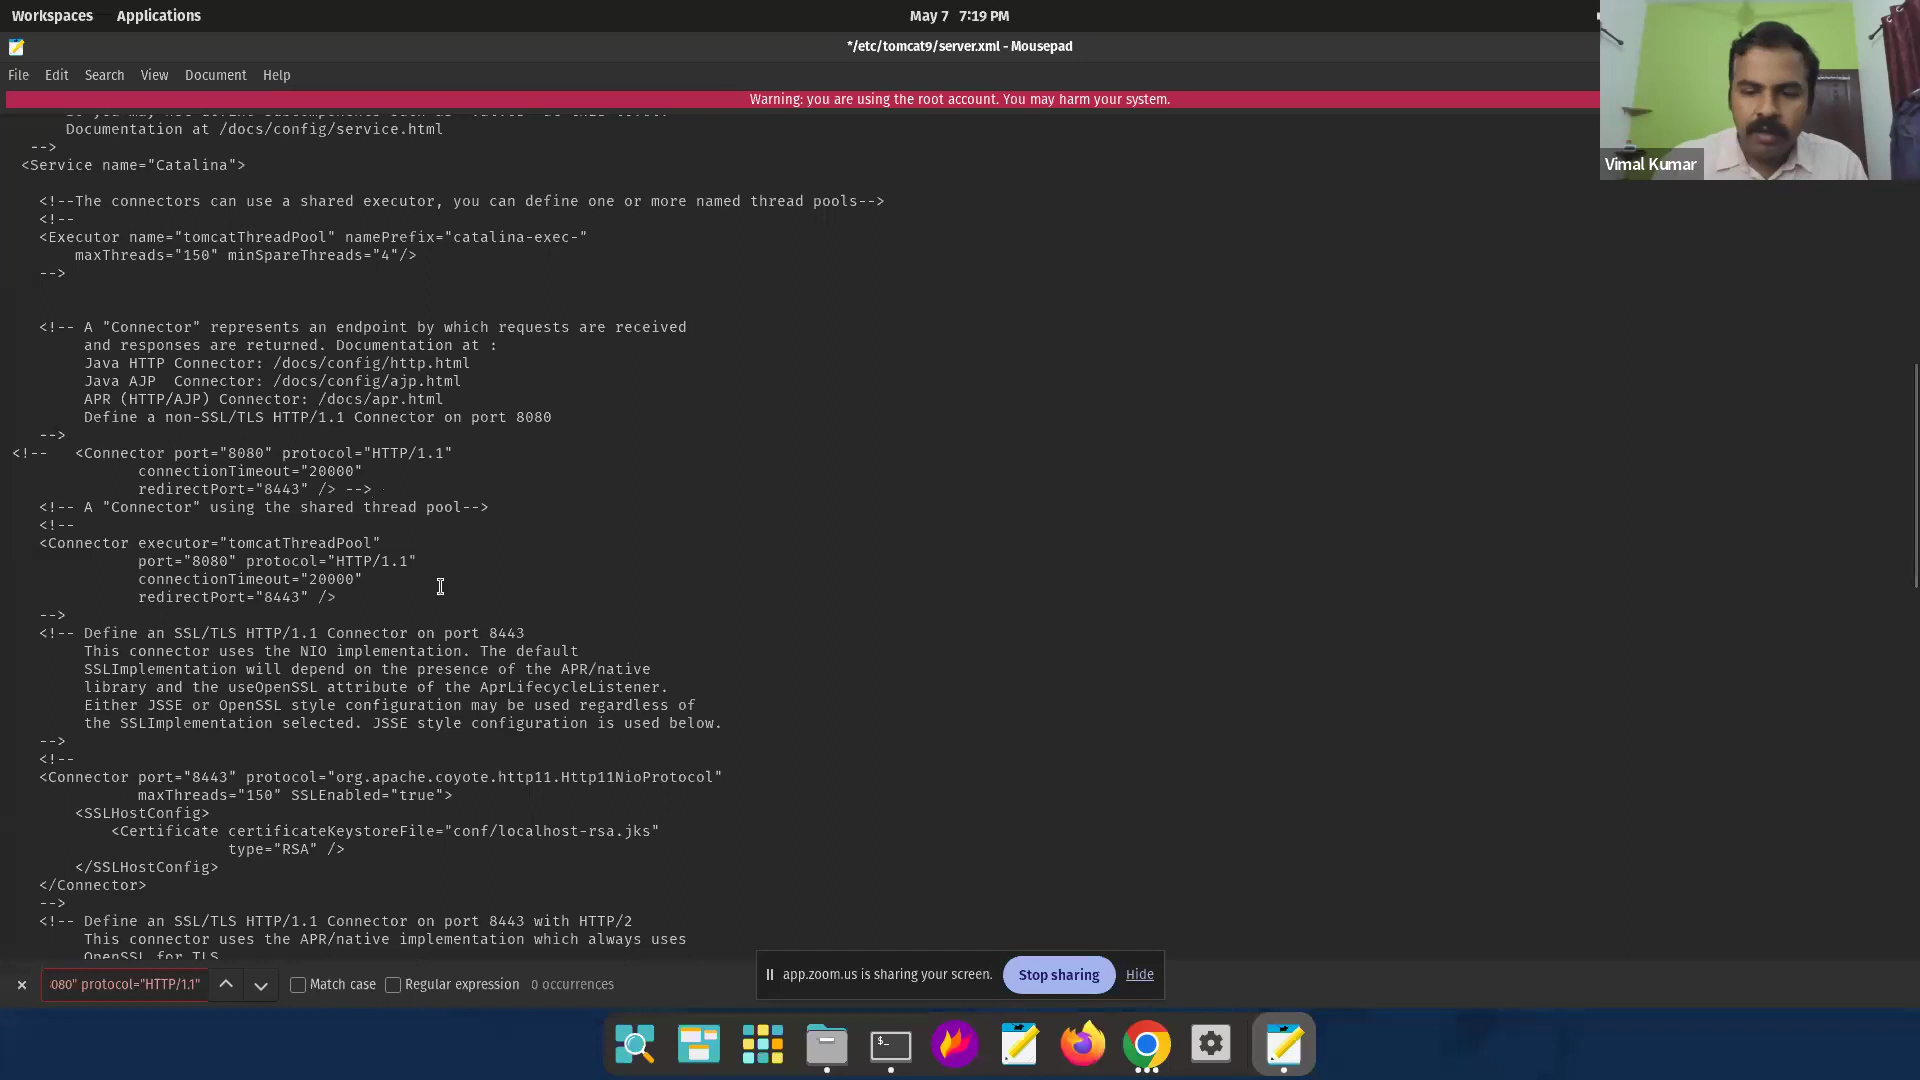 Workspaces Applications May 7 7:19 PM
*/etc/tomcat9/server.xml - Mousepad
File Edit Search View Document Help
Warning: you are using the root account. You may harm your system.
Documentation at /docs/config/service.html
-->
<Service name="Catalina">
<!--The connectors can use a shared executor, you can define one or more named thread pools-->
<!--
<Executor name="tomcatThreadPool" namePrefix="catalina-exec-"
maxThreads="150" minSpareThreads="4"/>
-->
<!-- A "Connector" represents an endpoint by which requests are received
and responses are returned. Documentation at :
Java HTTP Connector: /docs/config/http.html
Java AJP  Connector: /docs/config/ajp.html
APR (HTTP/AJP) Connector: /docs/apr.html
Define a non-SSL/TLS HTTP/1.1 Connector on port 8080
-->
<!--   <Connector port="8080" protocol="HTTP/1.1"
connectionTimeout="20000"
redirectPort="8443" /> -->
<!-- A "Connector" using the shared thread pool-->
<!--
<Connector executor="tomcatThreadPool"
port="8080" protocol="HTTP/1.1"
connectionTimeout="20000"
redirectPort="8443" />
-->
<!-- Define an SSL/TLS HTTP/1.1 Connector on port 8443
This connector uses the NIO implementation. The default
SSLImplementation will depend on the presence of the APR/native
library and the useOpenSSL attribute of the AprLifecycleListener.
Either JSSE or OpenSSL style configuration may be used regardless of
the SSLImplementation selected. JSSE style configuration is used below.
-->
<!--
<Connector port="8443" protocol="org.apache.coyote.http11.Http11NioProtocol"
maxThreads="150" SSLEnabled="true">
<SSLHostConfig>
<Certificate certificateKeystoreFile="conf/localhost-rsa.jks"
type="RSA" />
</SSLHostConfig>
</Connector>
-->
<!-- Define an SSL/TLS HTTP/1.1 Connector on port 8443 with HTTP/2
This connector uses the APR/native implementation which always uses
OpenSSL for TLS.
080" protocol="HTTP/1.1" Match case Regular expression 0 occurrences
app.zoom.us is sharing your screen. Stop sharing Hide
Vimal Kumar